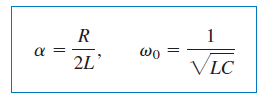 α = R/2L, ω0 = 1/√LC